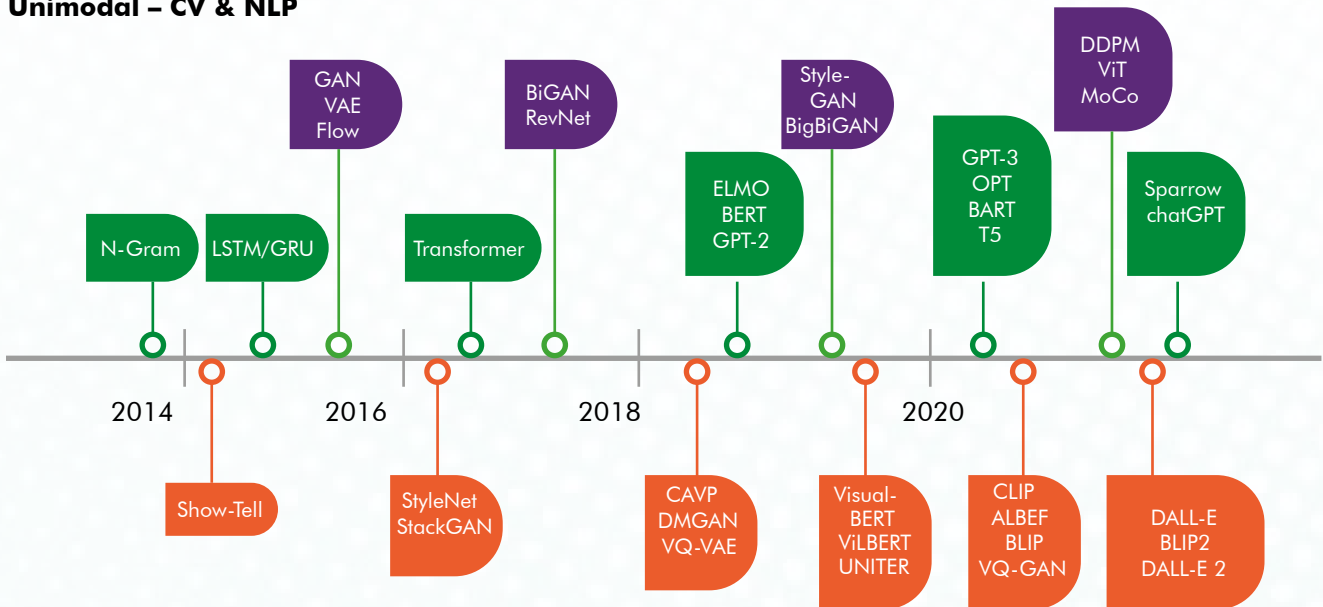 Unimodal – CV & NLP
N-Gram
LSTM/GRU
GAN
VAE
Flow
Transformer
BiGAN
RevNet
ELMO
BERT
GPT-2
Style-
GAN
BigBiGAN
GPT-3
OPT
BART
T5
DDPM
ViT
MoCo
Sparrow
chatGPT
2014
2016
2018
2020
Show-Tell
StyleNet
StackGAN
CAVP
DMGAN
VQ-VAE
Visual-
BERT
ViLBERT
UNITER
CLIP
ALBEF
BLIP
VQ-GAN
DALL-E
BLIP2
DALL-E 2